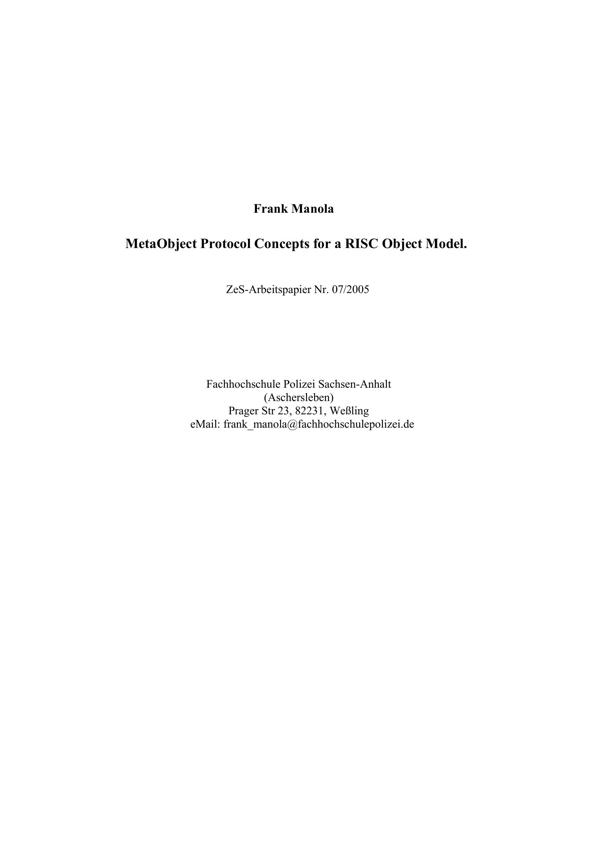 Frank Manola
MetaObject Protocol Concepts for a RISC Object Model.
ZeS-Arbeitspapier Nr. 07/2005
Fachhochschule Polizei Sachsen-Anhalt
(Aschersleben)
Prager Str 23, 82231, Weßling
eMail: frank_manola@fachhochschulepolizei.de